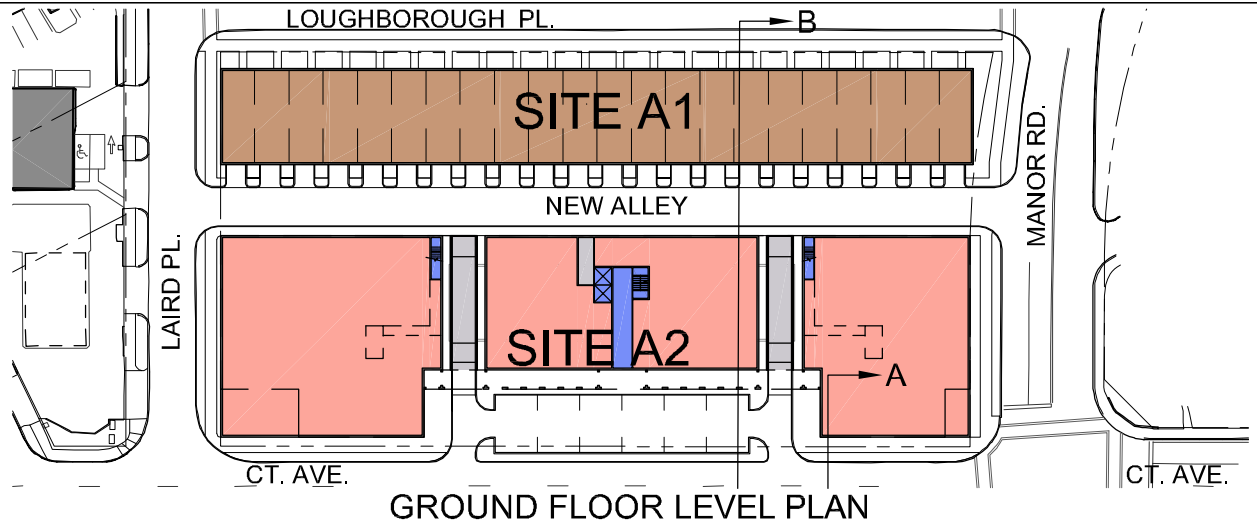 LOUGHBOROUGH PL.
B
SITE A1
MANOR RD.
NEW ALLEY
LAIRD PL.
SITE A2
A
CT. AVE.
CT. AVE.
GROUND FLOOR LEVEL PLAN